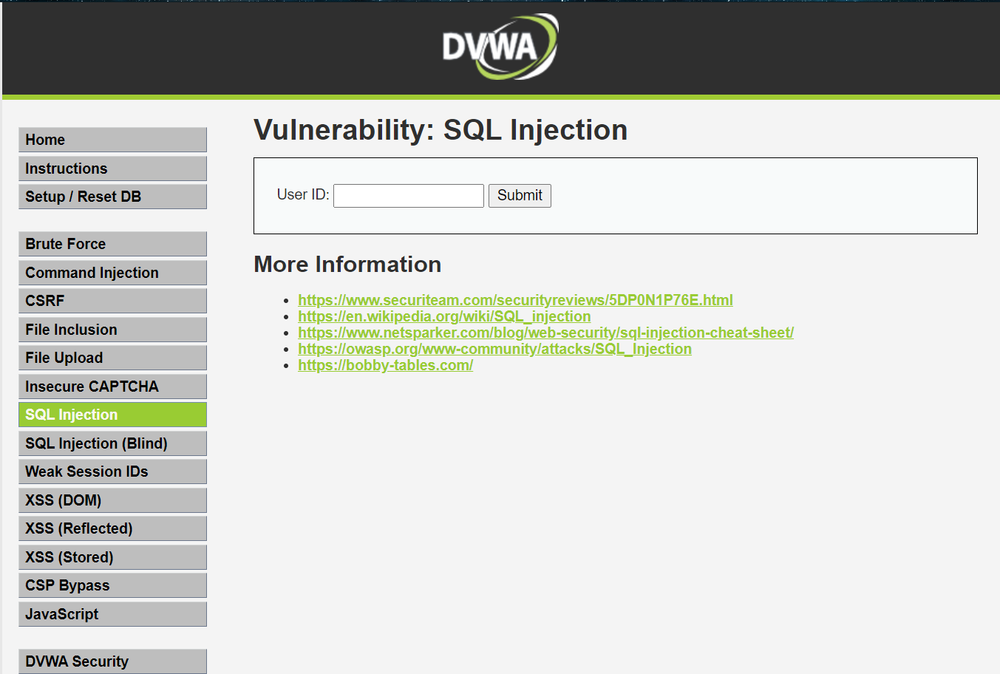 DVWA
Home
Instructions
Setup / Reset DB
Brute Force
Command Injection
CSRF
File Inclusion
File Upload
Insecure CAPTCHA
SQL Injection
SQL Injection (Blind)
Weak Session IDs
XSS (DOM)
XSS (Reflected)
XSS (Stored)
CSP Bypass
JavaScript
DVWA Security
Vulnerability: SQL Injection
User ID: Submit
More Information
https://www.securiteam.com/securityreviews/5DP0N1P76E.html
https://en.wikipedia.org/wiki/SQL_injection
https://www.netsparker.com/blog/web-security/sql-injection-cheat-sheet/
https://owasp.org/www-community/attacks/SQL_Injection
https://bobby-tables.com/